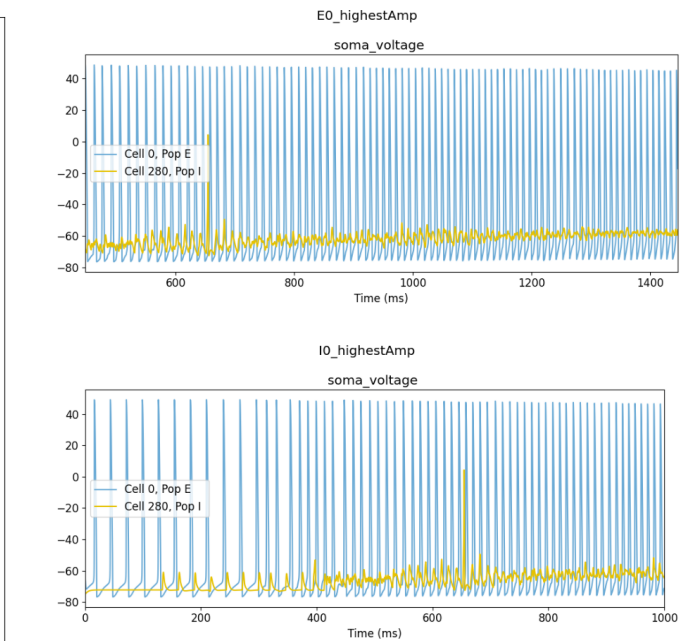 E0_highestAmp
soma_voltage
40
20
0
−20
−40
−60
−80
Cell 0, Pop E
Cell 280, Pop I
600 800 1000 1200 1400
Time (ms)
I0_highestAmp
soma_voltage
40
20
0
−20
−40
−60
−80
Cell 0, Pop E
Cell 280, Pop I
0 200 400 600 800 1000
Time (ms)